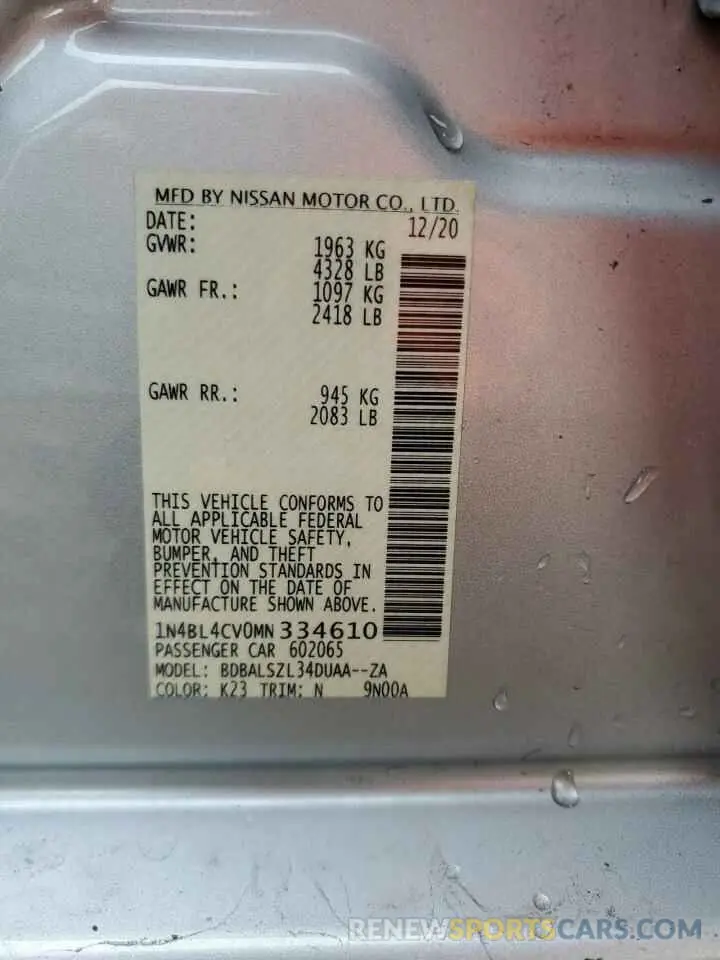 MFD BY NISSAN MOTOR CO., LTD.
DATE: 12/20
GVWR: 1963 KG
4328 LB
GAWR FR.: 1097 KG
2418 LB
GAWR RR.: 945 KG
2083 LB
THIS VEHICLE CONFORMS TO
ALL APPLICABLE FEDERAL
MOTOR VEHICLE SAFETY,
BUMPER, AND THEFT
PREVENTION STANDARDS IN
EFFECT ON THE DATE OF
MANUFACTURE SHOWN ABOVE.
1N4BL4CV0MN334610
PASSENGER CAR 602065
MODEL: BDBALSZL34DUAA--ZA
COLOR: K23 TRIM: N 9N00A
RENEWSPORTSCARS.COM